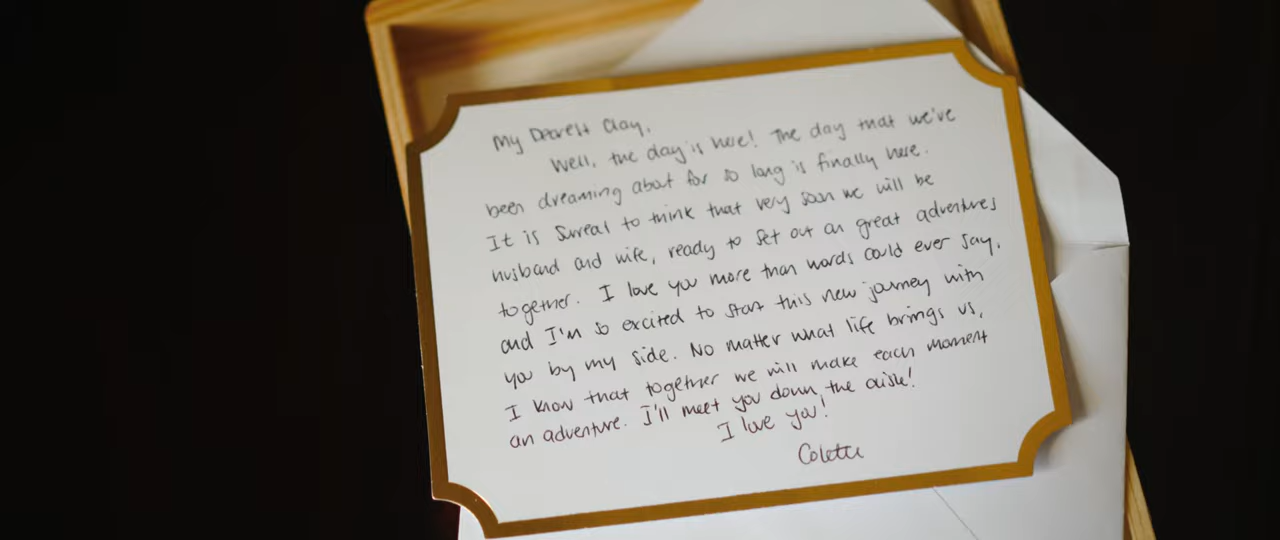 My Dearest Clay,
Well, the day is here! The day that we've
been dreaming about for so long is finally here.
It is surreal to think that very soon we will be
husband and wife, ready to set out on great adventures
together. I love you more than words could ever say,
and I'm so excited to start this new journey with
you by my side. No matter what life brings us,
I know that together we will make each moment
an adventure. I'll meet you down the aisle!
I love you!
Colette